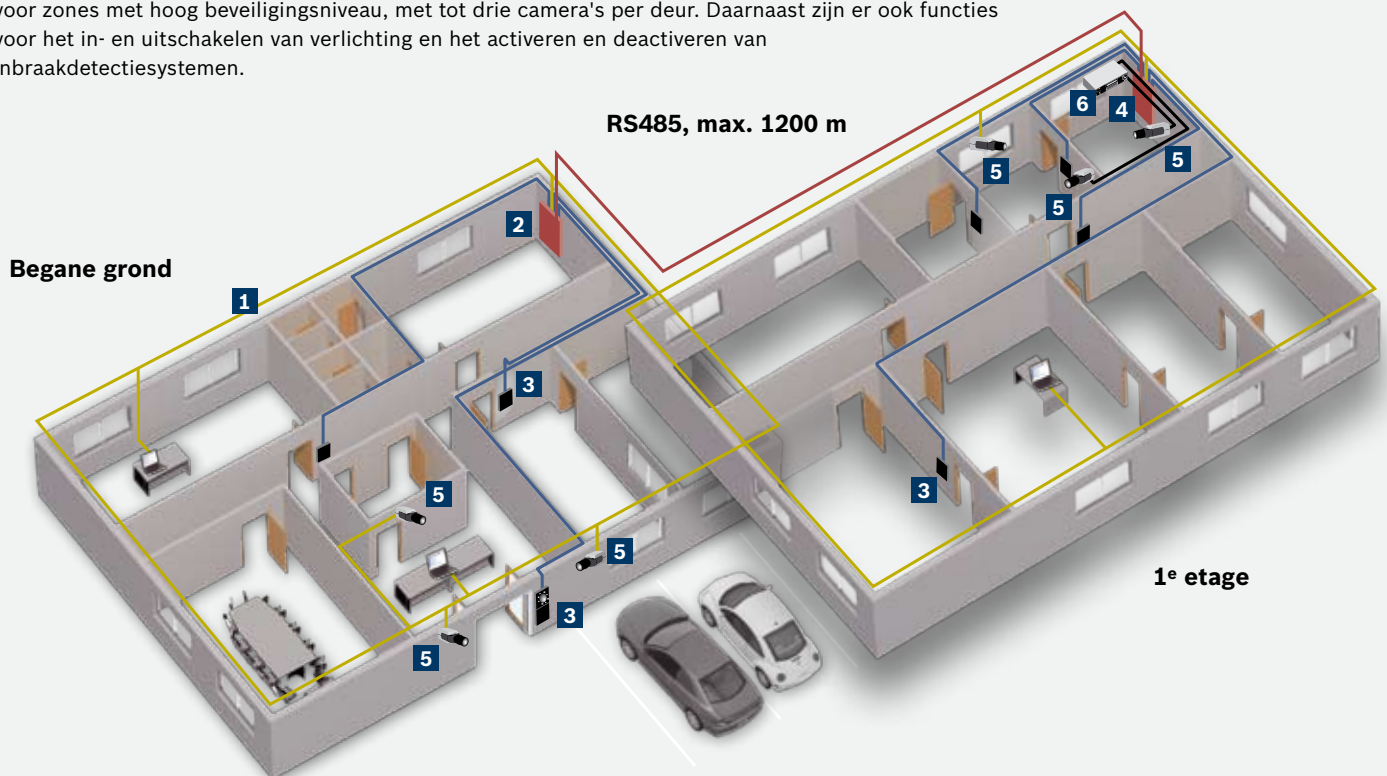 voor zones met hoog beveiligingsniveau, met tot drie camera's per deur. Daarnaast zijn er ook functies
voor het in- en uitschakelen van verlichting en het activeren en deactiveren van
nbraakdetectiesystemen.
RS485, max. 1200 m
6
4
5
5
5
2
Begane grond
1
3
3
5
5
1e etage
3
5